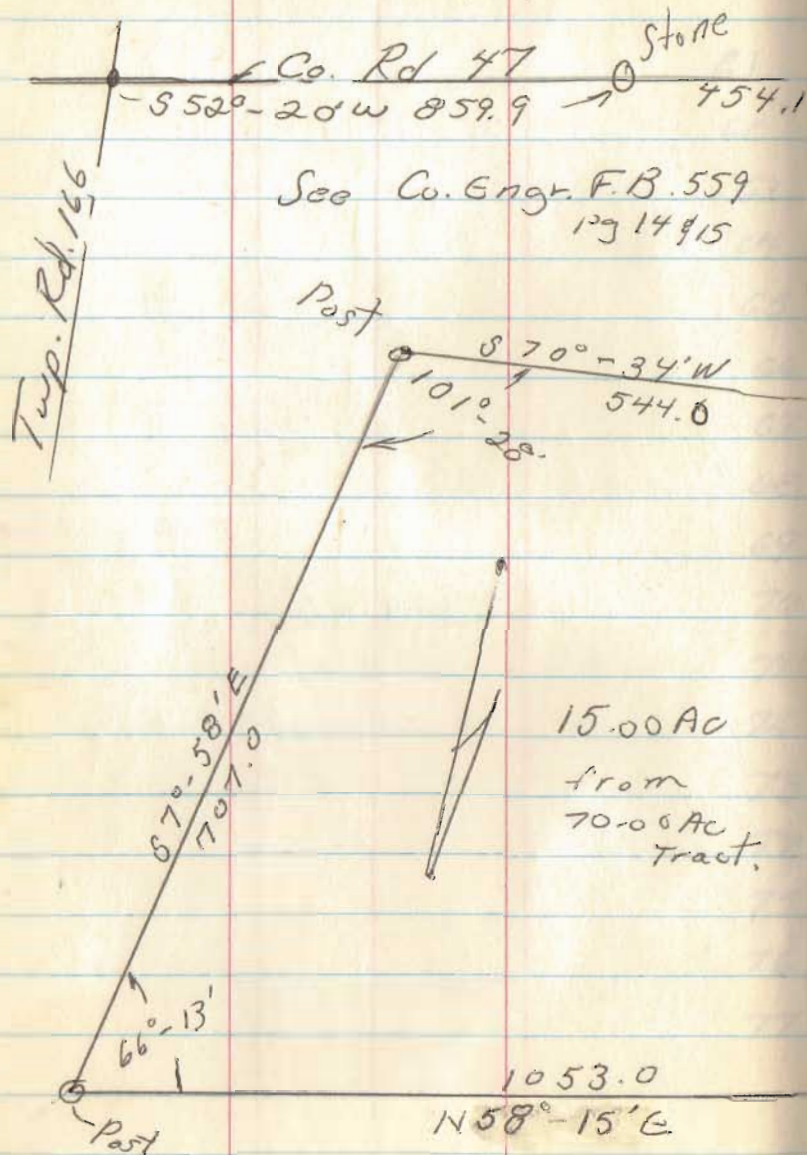 Stone
Co. Rd 47
S 52°-20' W 859.9
454.1
Twp. Rd. 166
See Co. Engr. F.B. 559
pg 14 & 15
Post
S 70°-34' W
544.0
101°-28'
S 7°-58' E
707.0
15.00 Ac
from
70.00 Ac
Tract.
66°-13'
1053.0
N 58°-15' E
Post